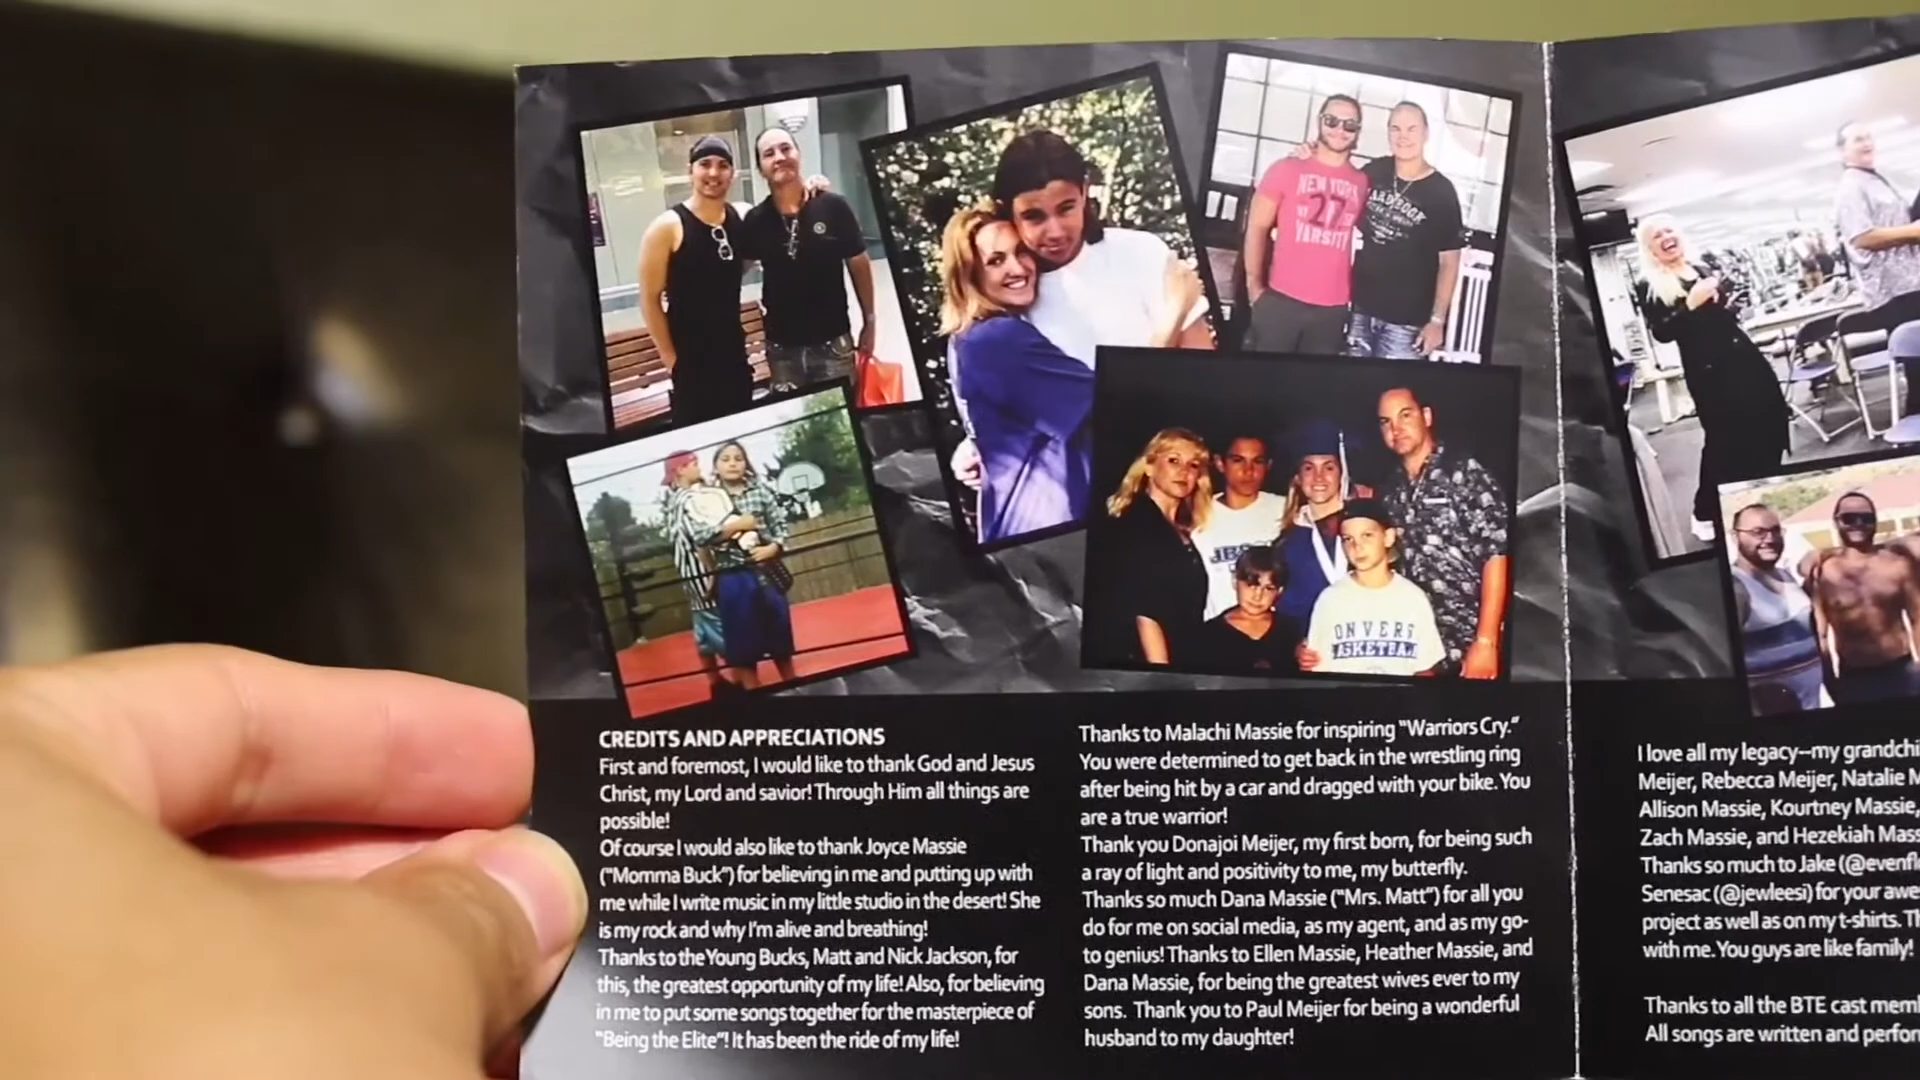 NEW YORK
27
VARSITY
CREDITS AND APPRECIATIONS
First and foremost, I would like to thank God and Jesus
Christ, my Lord and savior! Through Him all things are
possible!
Of course I would also like to thank Joyce Massie
("Momma Buck") for believing in me and putting up with
me while I write music in my little studio in the desert! She
is my rock and why I'm alive and breathing!
Thanks to the Young Bucks, Matt and Nick Jackson, for
this, the greatest opportunity of my life! Also, for believing
in me to put some songs together for the masterpiece of
"Being the Elite"! It has been the ride of my life!
Thanks to Malachi Massie for inspiring "Warriors Cry."
You were determined to get back in the wrestling ring
after being hit by a car and dragged with your bike. You
are a true warrior!
Thank you Donajoi Meijer, my first born, for being such
a ray of light and positivity to me, my butterfly.
Thanks so much Dana Massie ("Mrs. Matt") for all you
do for me on social media, as my agent, and as my go-
to genius! Thanks to Ellen Massie, Heather Massie, and
Dana Massie, for being the greatest wives ever to my
sons. Thank you to Paul Meijer for being a wonderful
husband to my daughter!
I love all my legacy—my grandchi
Meijer, Rebecca Meijer, Natalie M
Allison Massie, Kourtney Massie,
Zach Massie, and Hezekiah Mass
Thanks so much to Jake (@evenfl
Senesac (@jewleesi) for your awe
project as well as on my t-shirts. T
with me. You guys are like family!
Thanks to all the BTE cast mem
All songs are written and perfor